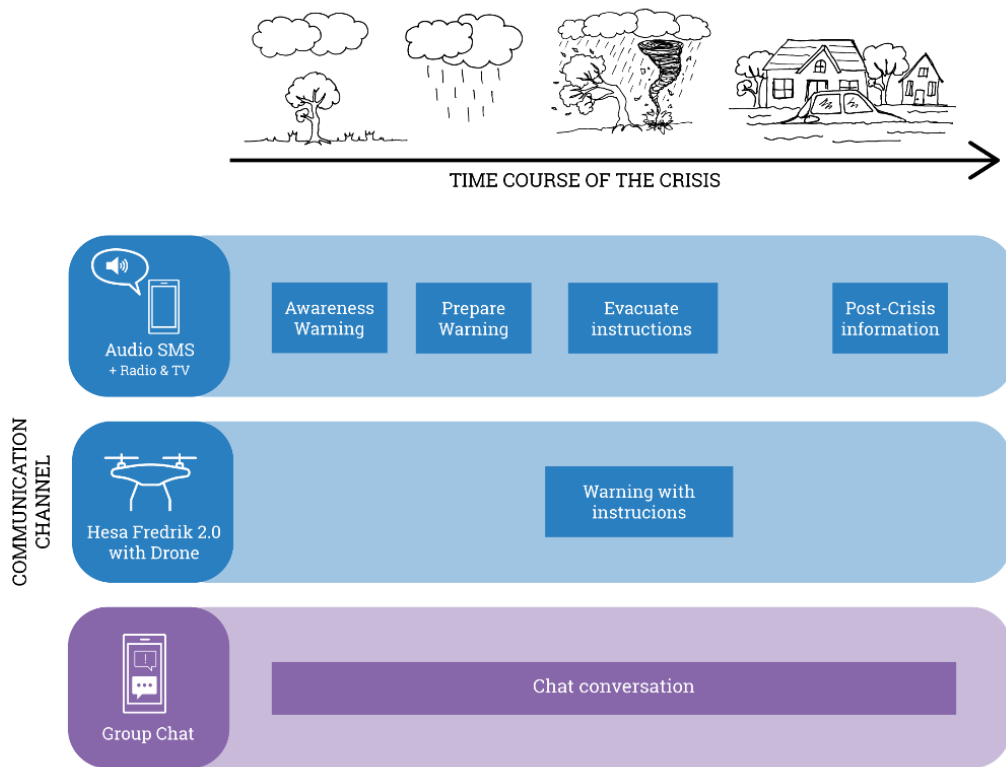 TIME COURSE OF THE CRISIS
COMMUNICATION
CHANNEL
Audio SMS
+ Radio & TV
Awareness
Warning
Prepare
Warning
Evacuate
instructions
Post-Crisis
information
Hesa Fredrik 2.0
with Drone
Warning with
instrucions
!
Group Chat
Chat conversation